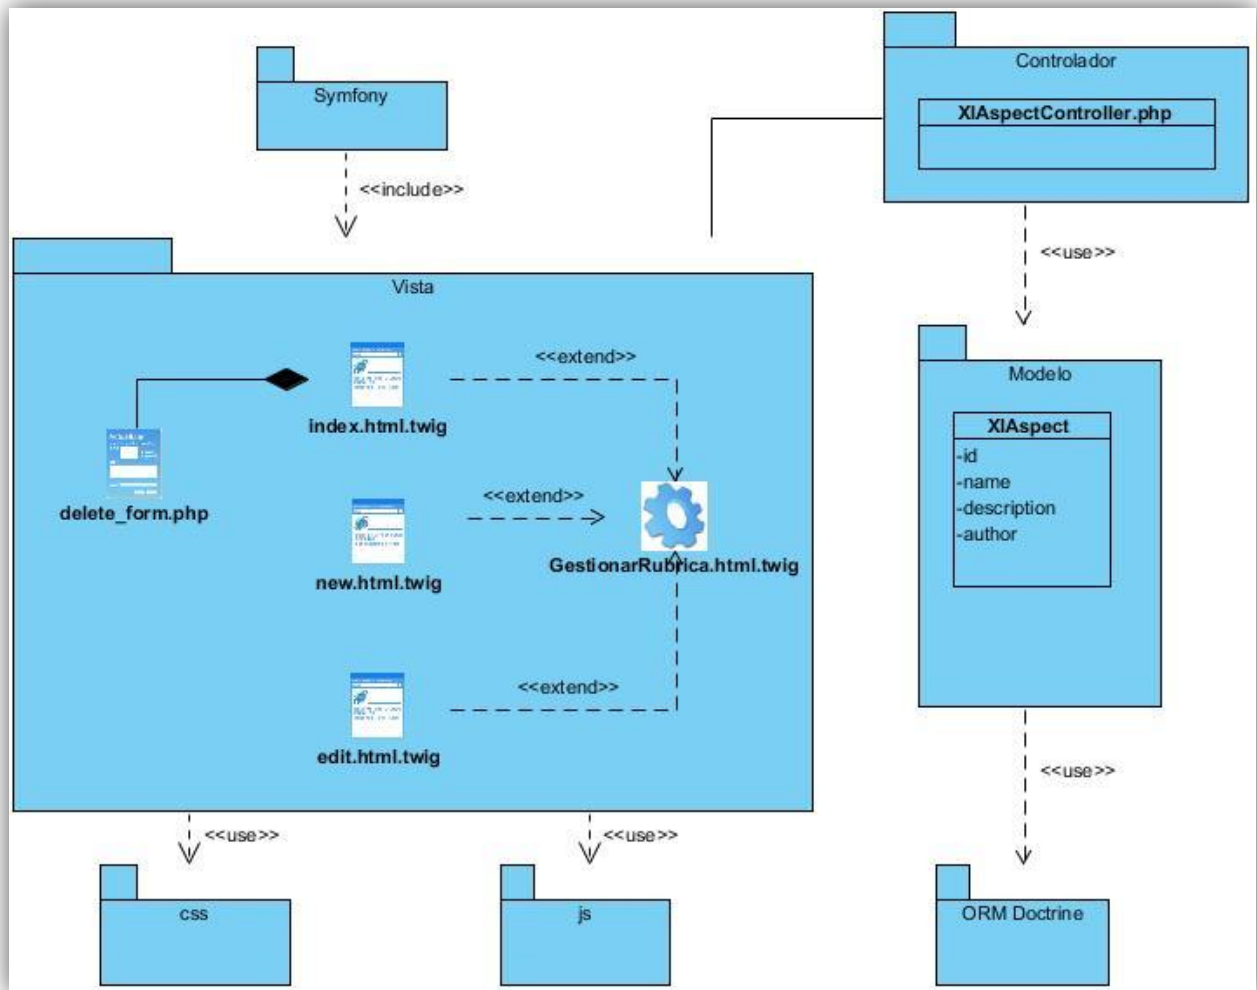 Symfony
<<include>>
Controlador
XIAspectController.php
<<use>>
Vista
<<extend>>
index.html.twig
delete_form.php
<<extend>>
new.html.twig
GestionarRubrica.html.twig
<<extend>>
edit.html.twig
Modelo
XIAspect
-id
-name
-description
-author
<<use>>
<<use>>
<<use>>
css
js
ORM Doctrine